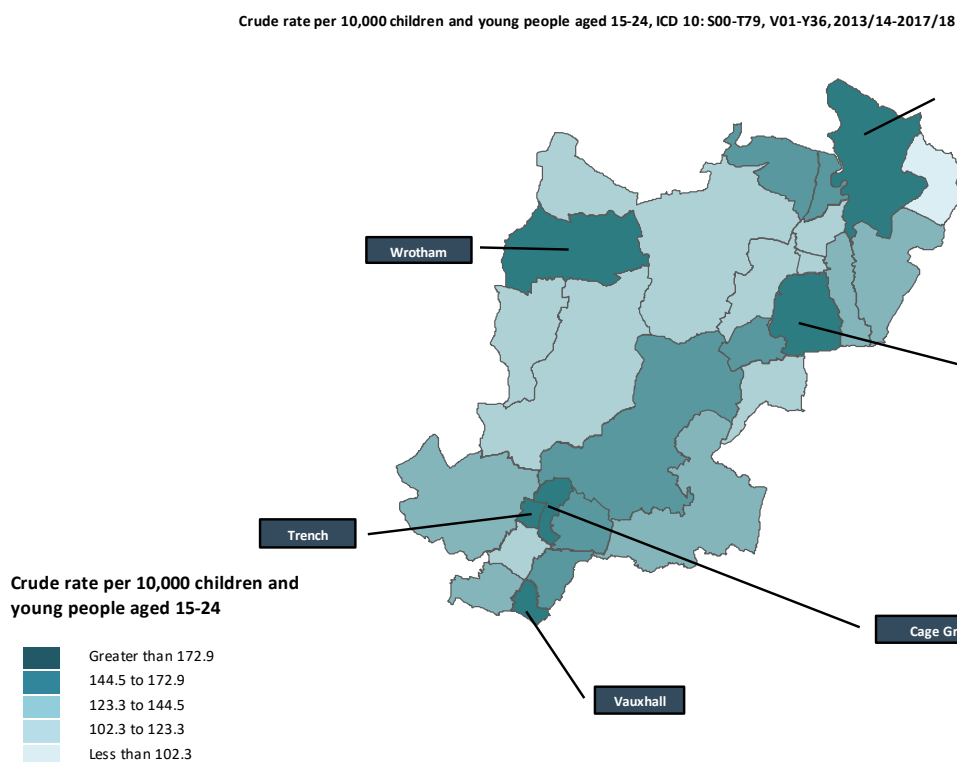 Crude rate per 10,000 children and young people aged 15-24, ICD 10: S00-T79, V01-Y36, 2013/14-2017/18
Wrotham
Trench
Cage Gr
Vauxhall
Crude rate per 10,000 children and
young people aged 15-24
Greater than 172.9
144.5 to 172.9
123.3 to 144.5
102.3 to 123.3
Less than 102.3